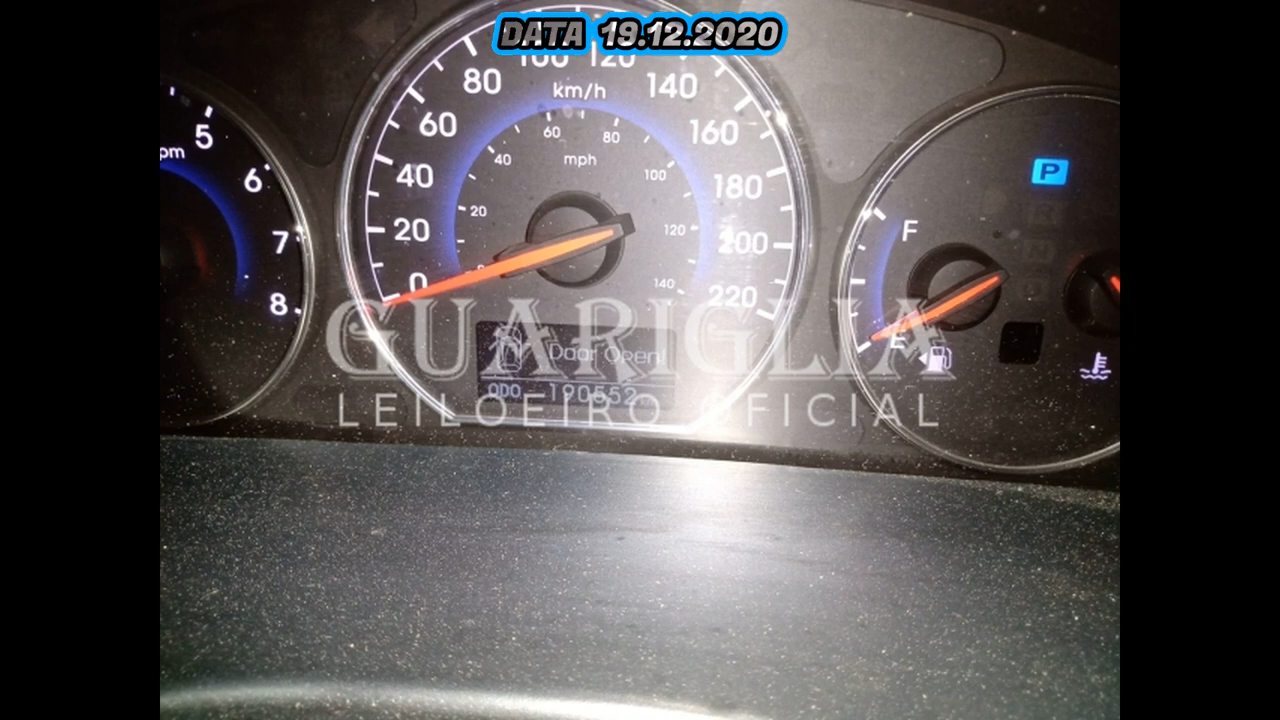 DATA 19.12.2020
100 120
80 140
km/h
60 160
60 80
mph
40 100
40 180
20 120
20 200
0 140
220
5
pm
6
7
8
P
F
E
Door Open!
ODO 190552
GUARIGLIA
LEILOEIRO OFICIAL